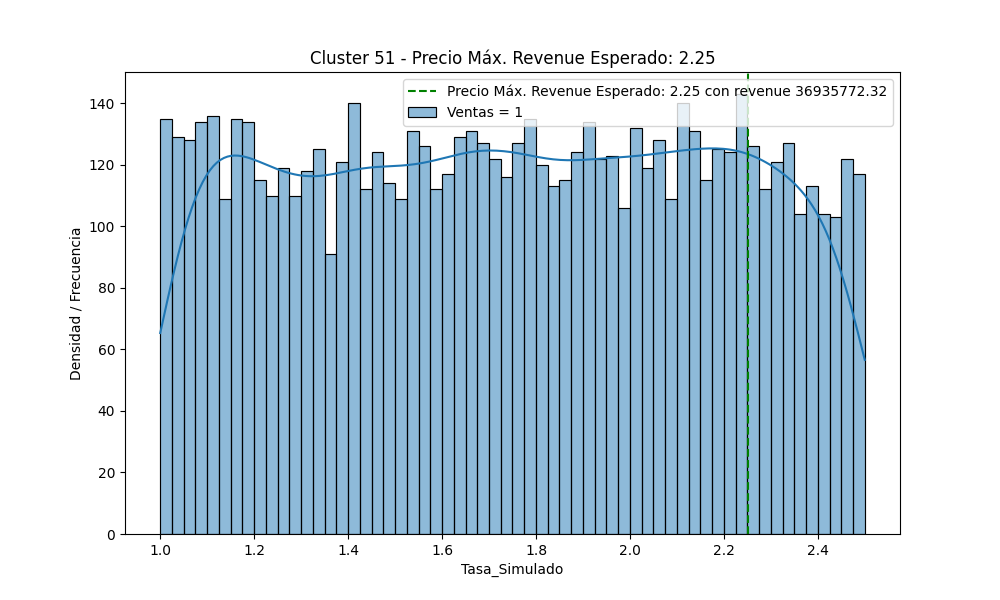 Cluster 51 - Precio Máx. Revenue Esperado: 2.25
Precio Máx. Revenue Esperado: 2.25 con revenue 36935772.32
Ventas = 1
Densidad / Frecuencia
140
120
100
80
60
40
20
0
1.0 1.2 1.4 1.6 1.8 2.0 2.2 2.4
Tasa_Simulado